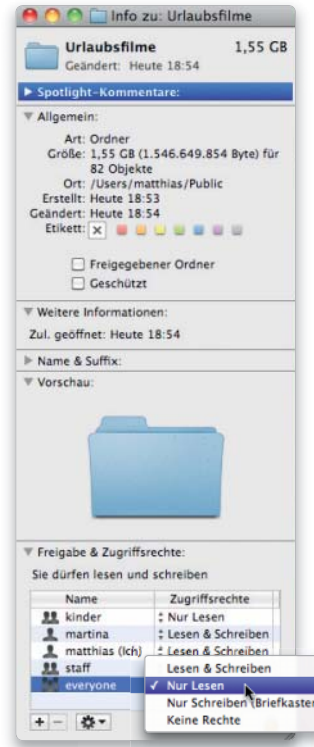 Info zu: Urlaubsfilme
Urlaubsfilme 1,55 GB
Geändert: Heute 18:54
Spotlight-Kommentare:
Allgemein:
Art: Ordner
Größe: 1,55 GB (1.546.649.854 Byte) für
82 Objekte
Ort: /Users/matthias/Public
Erstellt: Heute 18:53
Geändert: Heute 18:54
Etikett:
Freigegebener Ordner
Geschützt
Weitere Informationen:
Zul. geöffnet: Heute 18:54
Name & Suffix:
Vorschau:
Freigabe & Zugriffsrechte:
Sie dürfen lesen und schreiben
Name Zugriffsrechte
kinder Nur Lesen
martina Lesen & Schreiben
matthias (Ich) Lesen & Schreiben
staff Lesen & Schreiben
everyone ✓ Nur Lesen
Nur Schreiben (Briefkasten
Keine Rechte